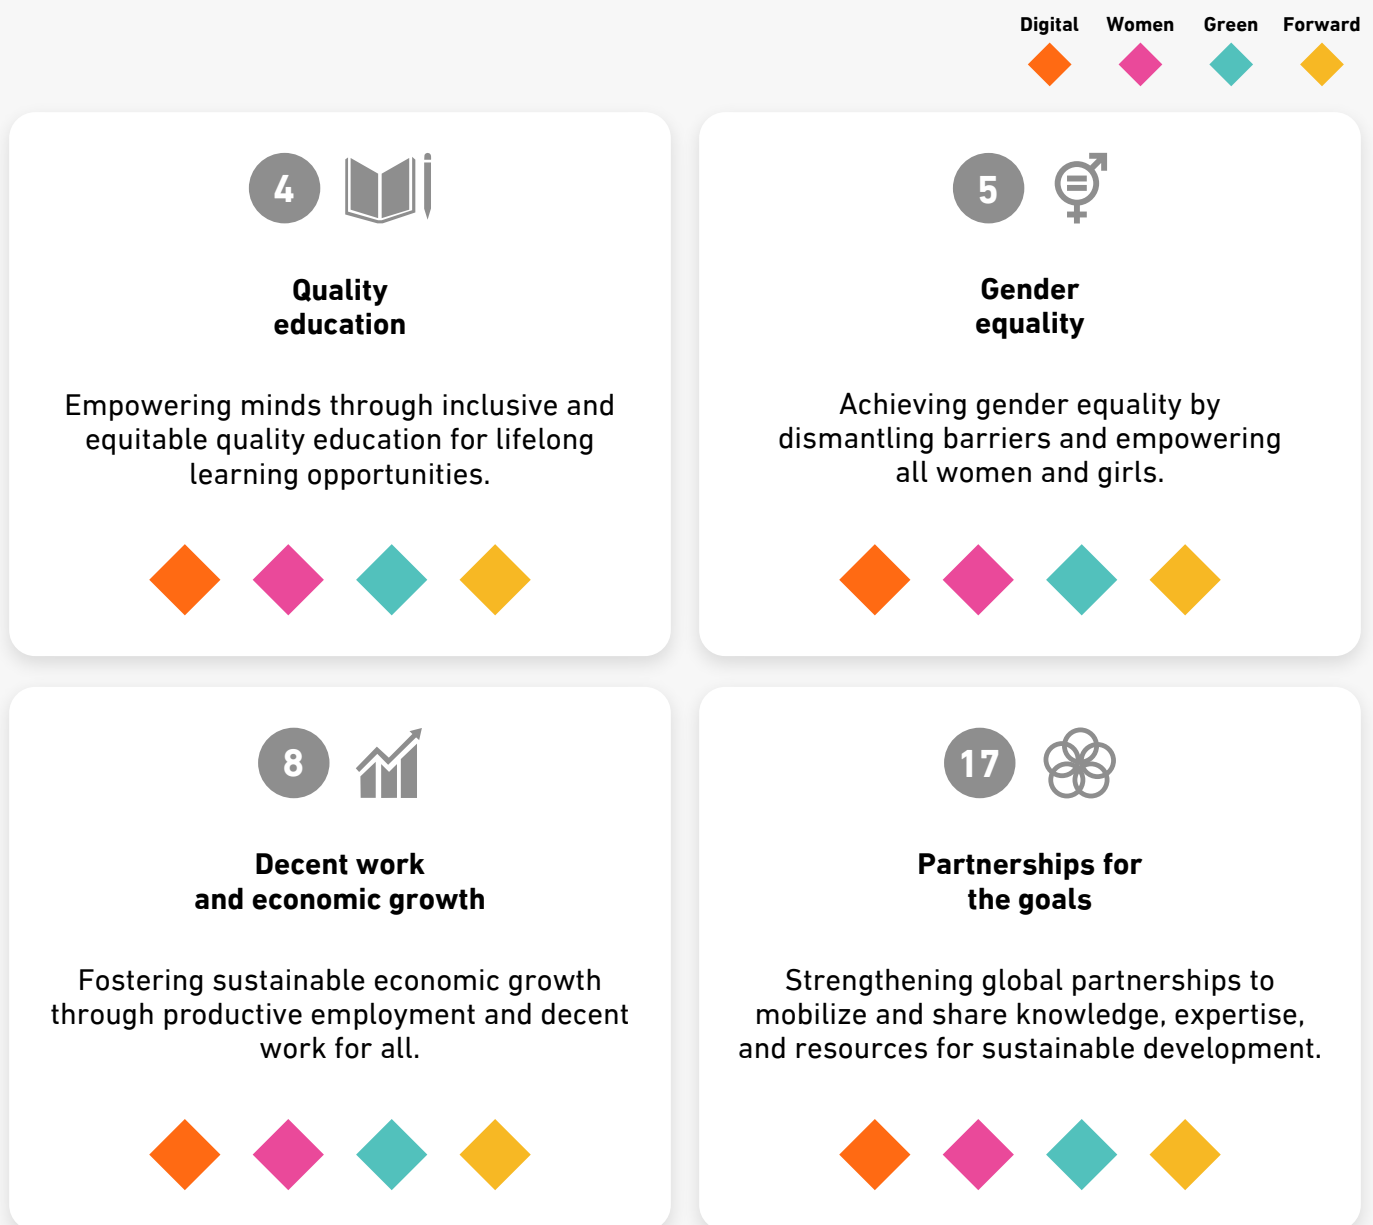 Digital Women Green Forward
4
Quality
education
Empowering minds through inclusive and
equitable quality education for lifelong
learning opportunities.
5
Gender
equality
Achieving gender equality by
dismantling barriers and empowering
all women and girls.
8
Decent work
and economic growth
Fostering sustainable economic growth
through productive employment and decent
work for all.
17
Partnerships for
the goals
Strengthening global partnerships to
mobilize and share knowledge, expertise,
and resources for sustainable development.